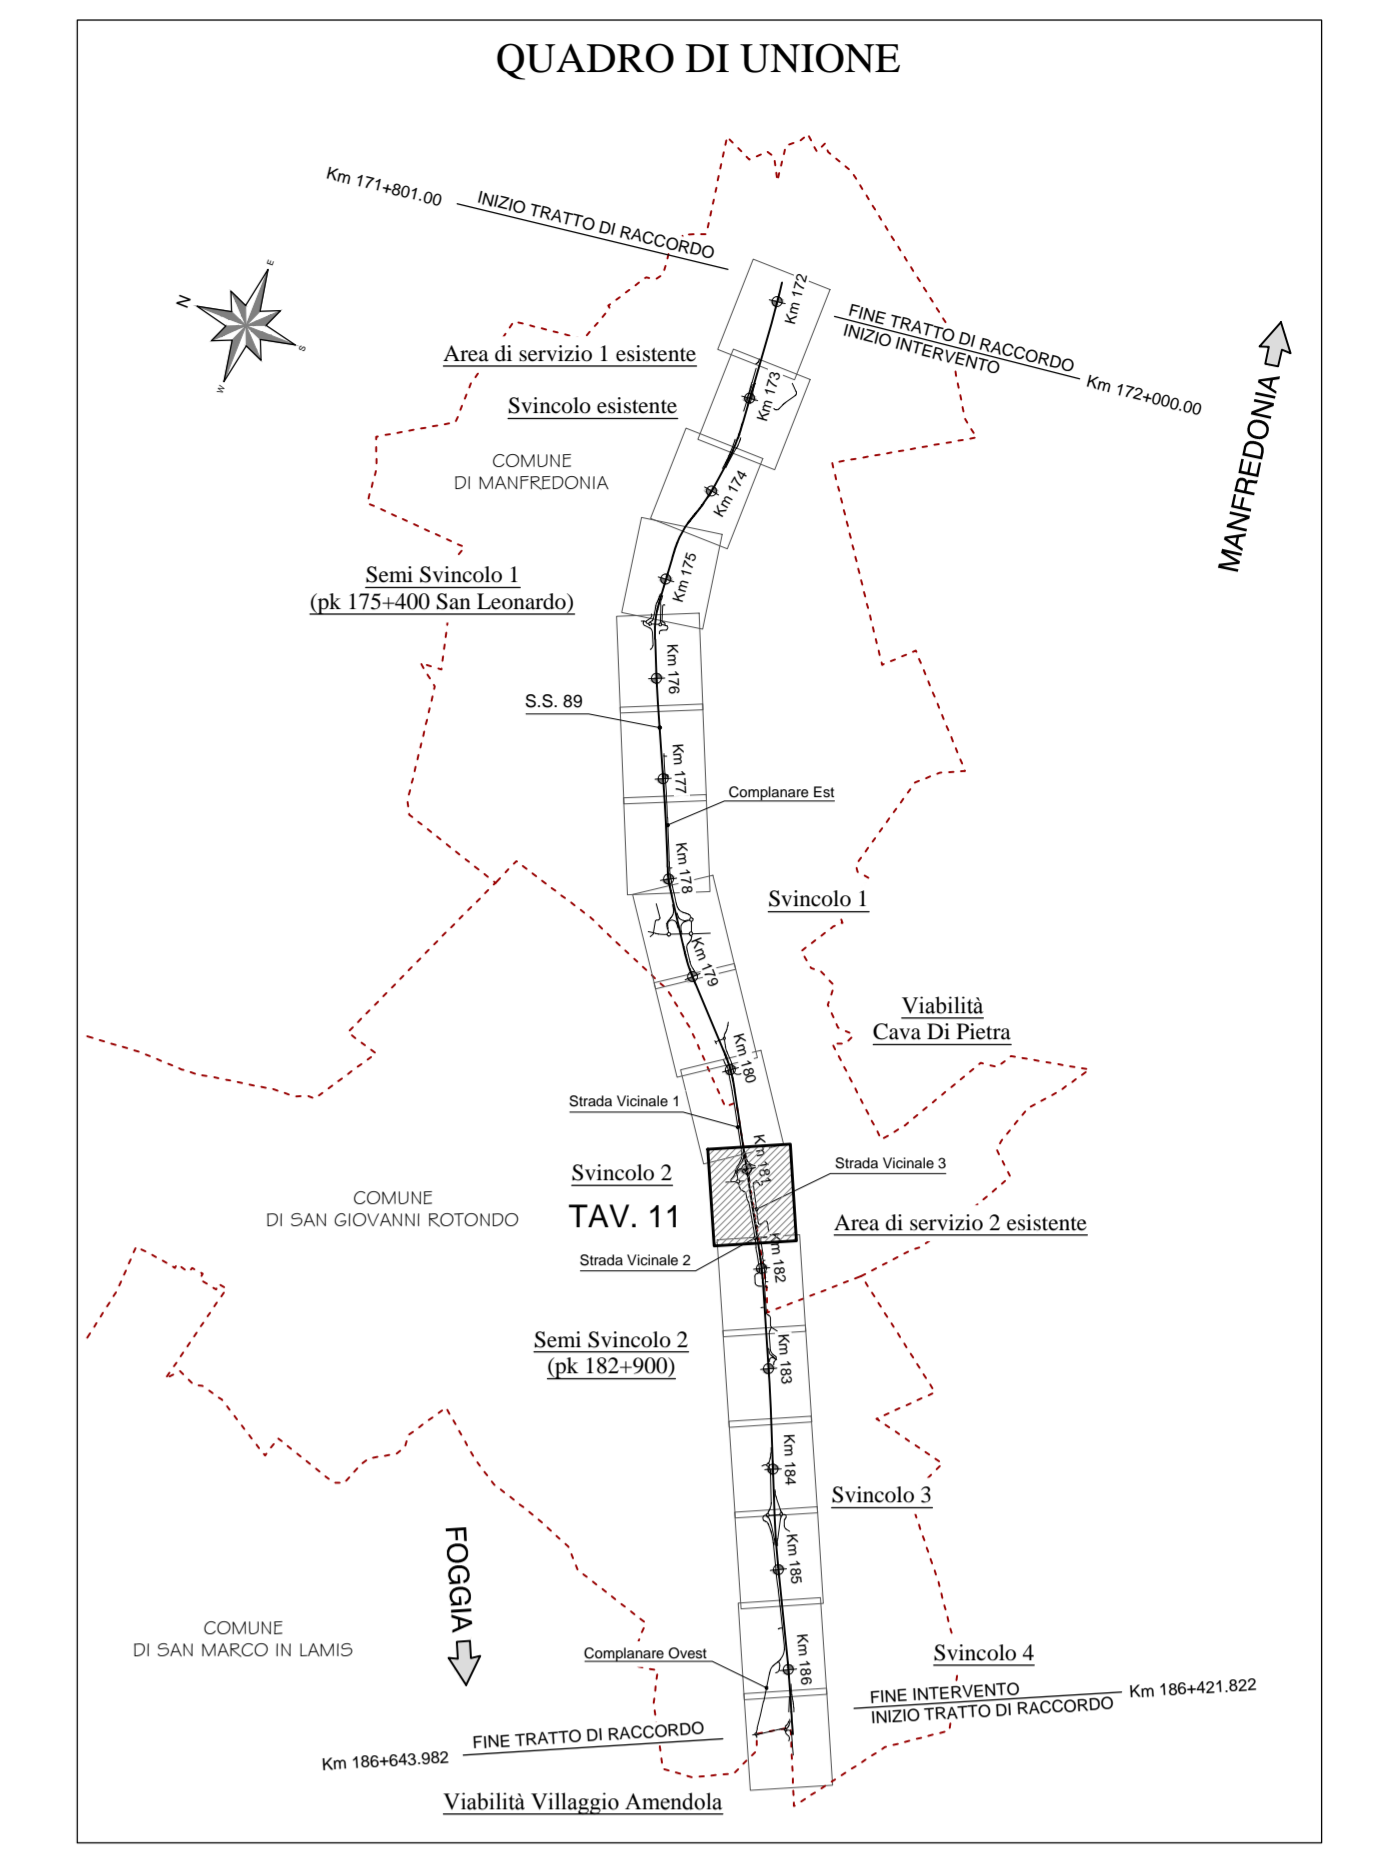 QUADRO DI UNIONE
Km 171+801.00
INIZIO TRATTO DI RACCORDO
N
E
S
W
Km 172
FINE TRATTO DI RACCORDO
INIZIO INTERVENTO
Km 172+000.00
MANFREDONIA
Area di servizio 1 esistente
Km 173
Svincolo esistente
COMUNE
DI MANFREDONIA
Km 174
Semi Svincolo 1
(pk 175+400 San Leonardo)
Km 175
Km 176
S.S. 89
Km 177
Complanare Est
Km 178
Svincolo 1
Km 179
Viabilità
Cava Di Pietra
Km 180
Strada Vicinale 1
Km 181
Strada Vicinale 3
Svincolo 2
TAV. 11
COMUNE
DI SAN GIOVANNI ROTONDO
Area di servizio 2 esistente
Strada Vicinale 2
Km 182
Semi Svincolo 2
(pk 182+900)
Km 183
Km 184
Svincolo 3
FOGGIA
Km 185
COMUNE
DI SAN MARCO IN LAMIS
Complanare Ovest
Km 186
Svincolo 4
FINE INTERVENTO
INIZIO TRATTO DI RACCORDO
Km 186+421.822
FINE TRATTO DI RACCORDO
Km 186+643.982
Viabilità Villaggio Amendola